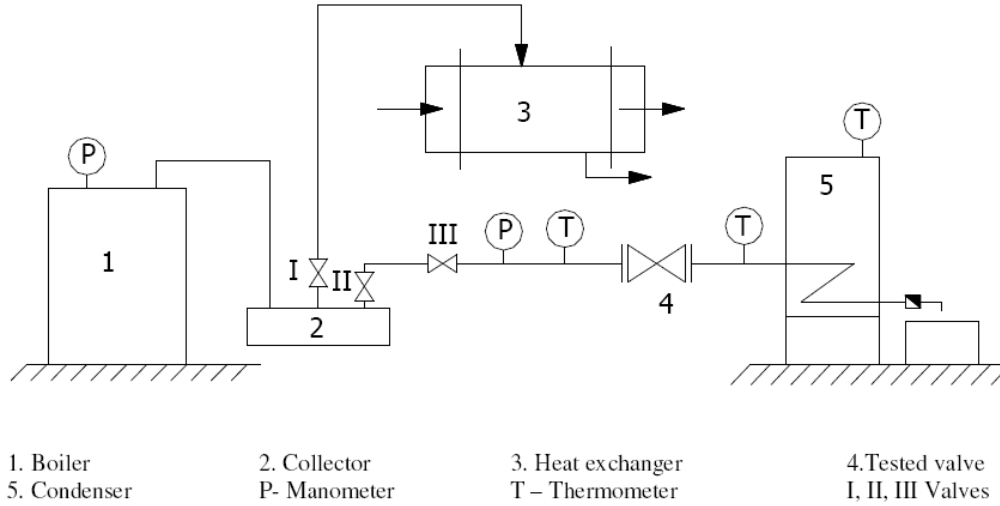 P
T
3
5
1
III
P
T
T
I
II
4
2
1. Boiler 2. Collector 3. Heat exchanger 4.Tested valve
5. Condenser P- Manometer T – Thermometer I, II, III Valves